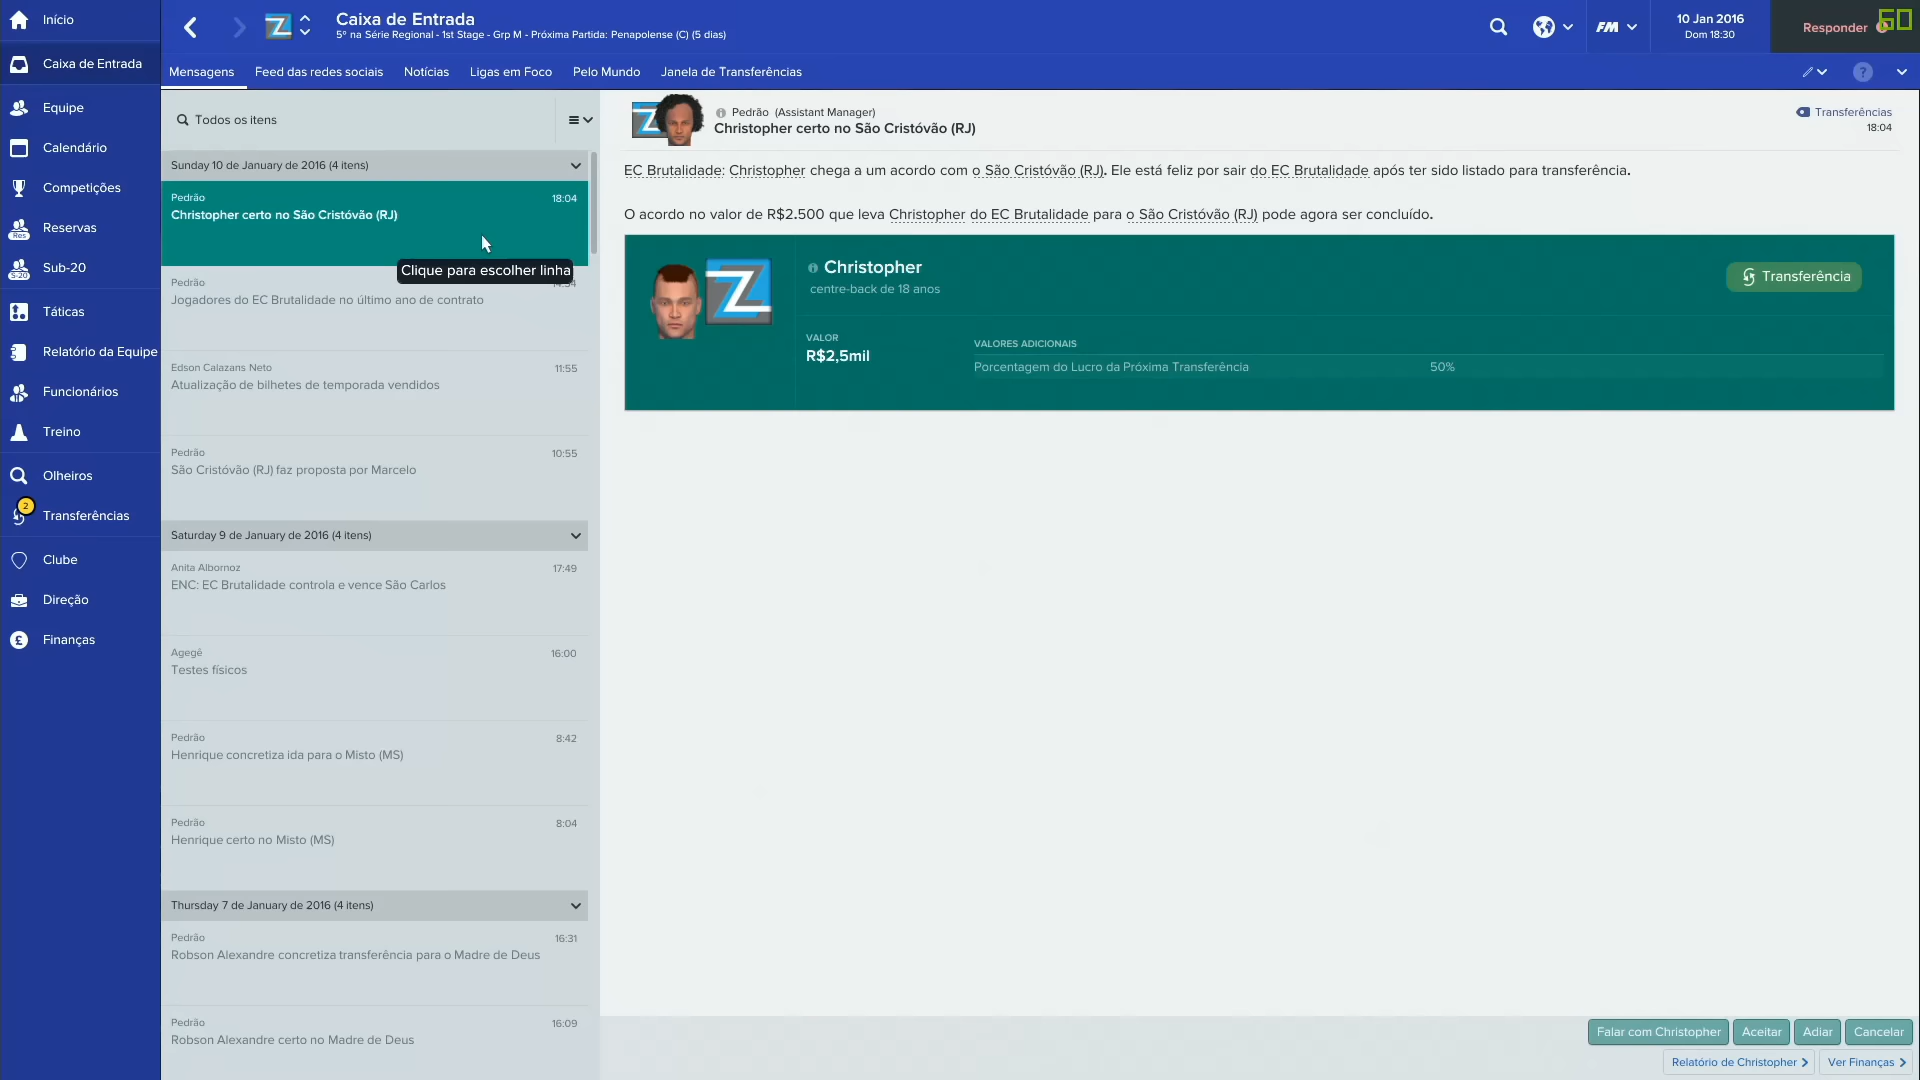 Início
Caixa de Entrada
Equipe
Calendário
Competições
Reservas
Res
Sub-20
S-20
Táticas
Relatório da Equipe
Funcionários
Treino
Olheiros
2
Transferências
Clube
Direção
Finanças
Caixa de Entrada
5º na Série Regional - 1st Stage - Grp M - Próxima Partida: Penapolense (C) (5 dias)
FM
10 Jan 2016
Dom 18:30
Responder
60
Mensagens
Feed das redes sociais
Notícias
Ligas em Foco
Pelo Mundo
Janela de Transferências
?
Todos os itens
Sunday 10 de January de 2016 (4 itens)
Pedrão 18:04
Christopher certo no São Cristóvão (RJ)
Clique para escolher linha
Pedrão
Jogadores do EC Brutalidade no último ano de contrato
Edson Calazans Neto 11:55
Atualização de bilhetes de temporada vendidos
Pedrão 10:55
São Cristóvão (RJ) faz proposta por Marcelo
Saturday 9 de January de 2016 (4 itens)
Anita Albornoz 17:49
ENC: EC Brutalidade controla e vence São Carlos
Agegê 16:00
Testes físicos
Pedrão 8:42
Henrique concretiza ida para o Misto (MS)
Pedrão 8:04
Henrique certo no Misto (MS)
Thursday 7 de January de 2016 (4 itens)
Pedrão 16:31
Robson Alexandre concretiza transferência para o Madre de Deus
Pedrão 16:09
Robson Alexandre certo no Madre de Deus
Pedrão (Assistant Manager)
Christopher certo no São Cristóvão (RJ)
Transferências
18:04
EC Brutalidade: Christopher chega a um acordo com o São Cristóvão (RJ). Ele está feliz por sair do EC Brutalidade após ter sido listado para transferência.
O acordo no valor de R$2.500 que leva Christopher do EC Brutalidade para o São Cristóvão (RJ) pode agora ser concluído.
Christopher
centre-back de 18 anos
Transferência
VALOR
R$2,5mil
VALORES ADICIONAIS
Porcentagem do Lucro da Próxima Transferência 50%
Falar com Christopher
Aceitar
Adiar
Cancelar
Relatório de Christopher
Ver Finanças